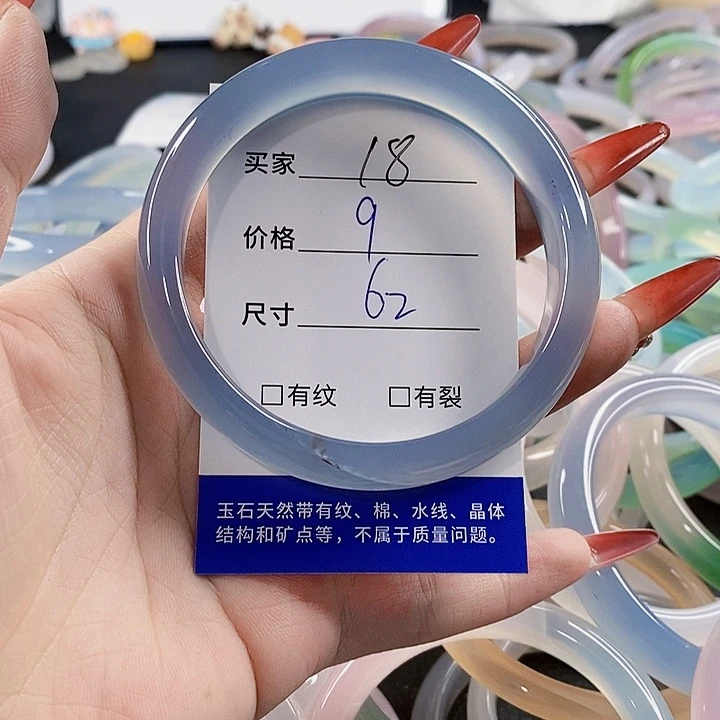 买家 18
价格 9
尺寸 62
□有纹 □有裂
玉石天然带有纹、棉、水线、晶体
结构和矿点等，不属于质量问题。